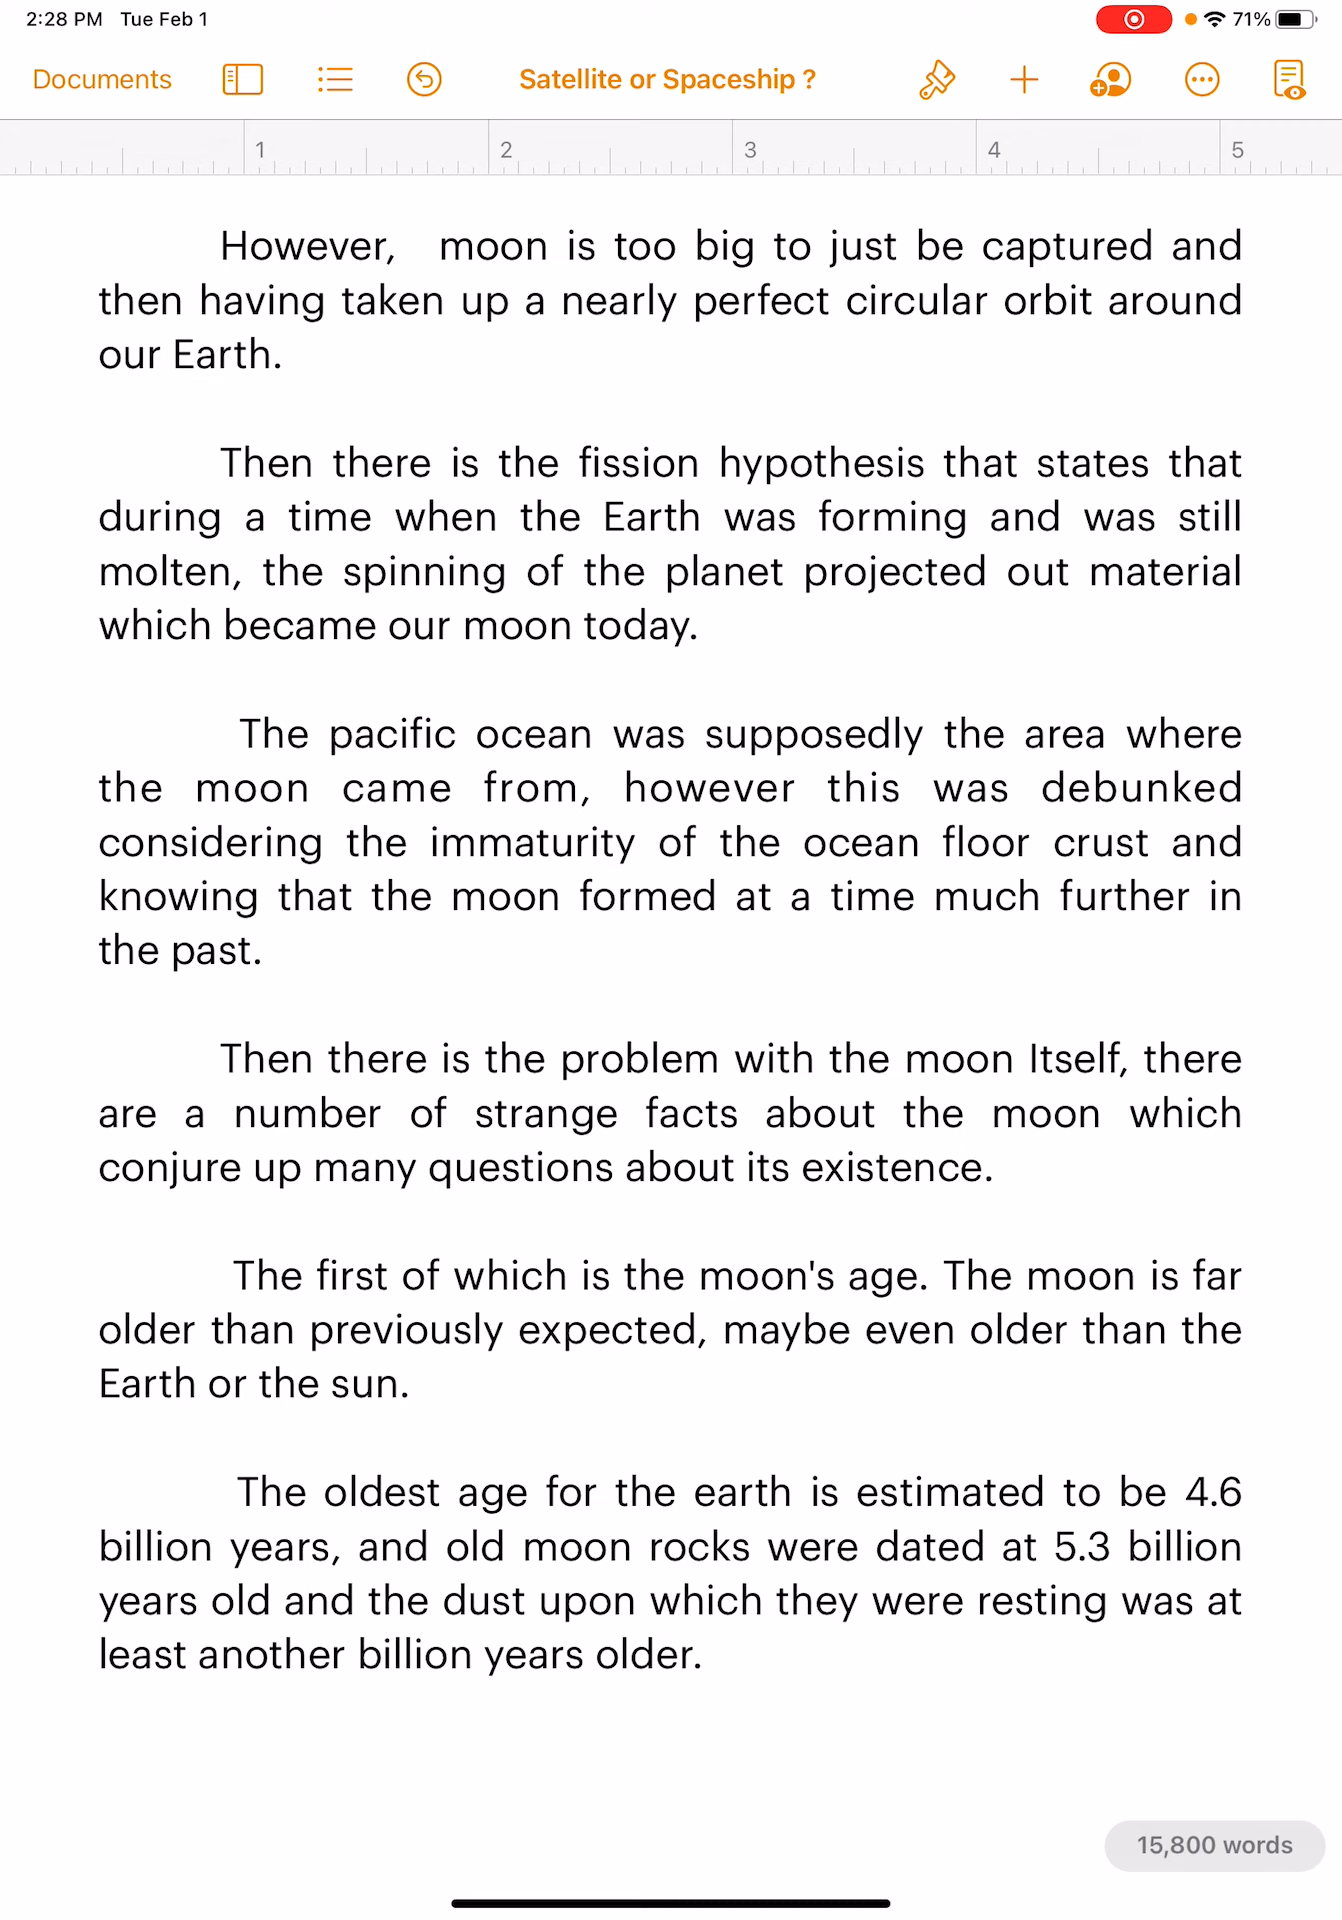 2:28 PM Tue Feb 1 71%
Documents Satellite or Spaceship ?
1 2 3 4 5
However, moon is too big to just be captured and
then having taken up a nearly perfect circular orbit around
our Earth.
Then there is the fission hypothesis that states that
during a time when the Earth was forming and was still
molten, the spinning of the planet projected out material
which became our moon today.
The pacific ocean was supposedly the area where
the moon came from, however this was debunked
considering the immaturity of the ocean floor crust and
knowing that the moon formed at a time much further in
the past.
Then there is the problem with the moon Itself, there
are a number of strange facts about the moon which
conjure up many questions about its existence.
The first of which is the moon's age. The moon is far
older than previously expected, maybe even older than the
Earth or the sun.
The oldest age for the earth is estimated to be 4.6
billion years, and old moon rocks were dated at 5.3 billion
years old and the dust upon which they were resting was at
least another billion years older.
15,800 words